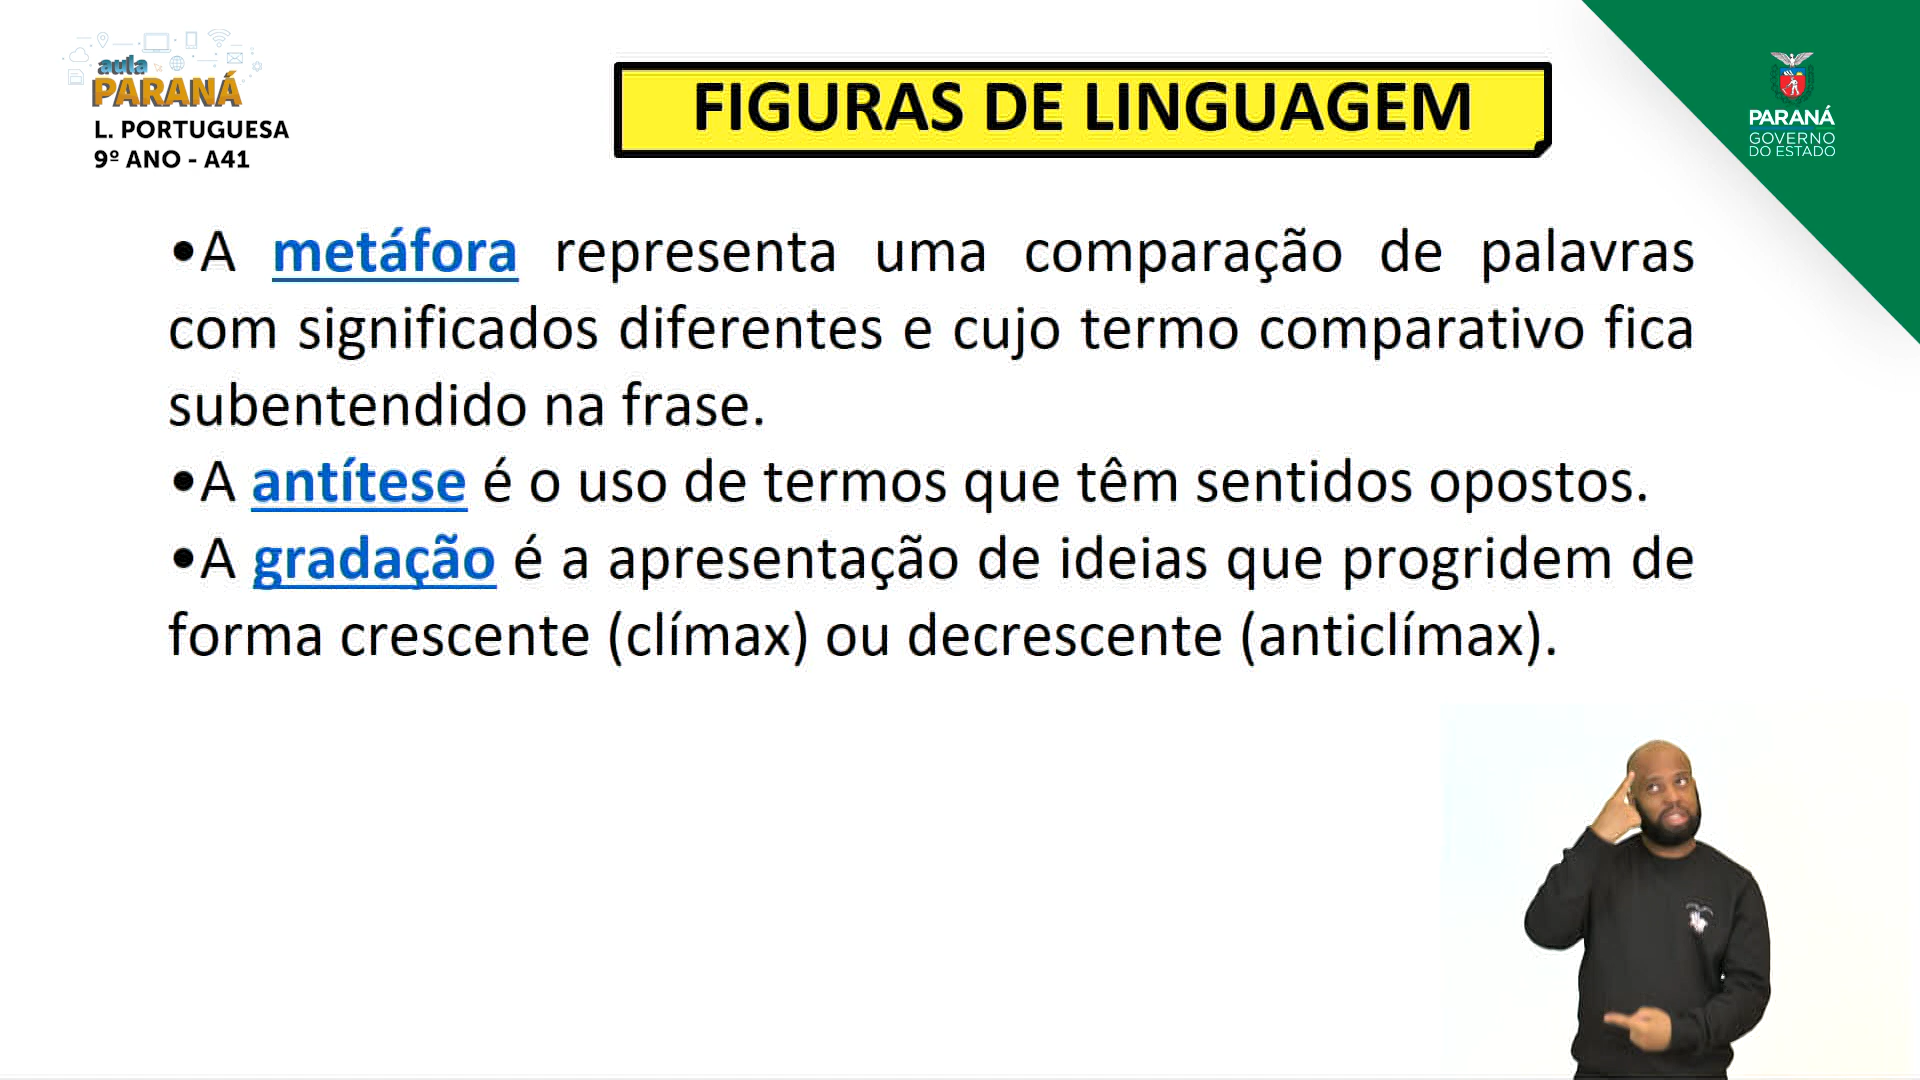 aula
PARANÁ
L. PORTUGUESA
9º ANO - A41
FIGURAS DE LINGUAGEM
PARANÁ
GOVERNO
DO ESTADO
•A metáfora representa uma comparação de palavras
com significados diferentes e cujo termo comparativo fica
subentendido na frase.
•A antítese é o uso de termos que têm sentidos opostos.
•A gradação é a apresentação de ideias que progridem de
forma crescente (clímax) ou decrescente (anticlímax).